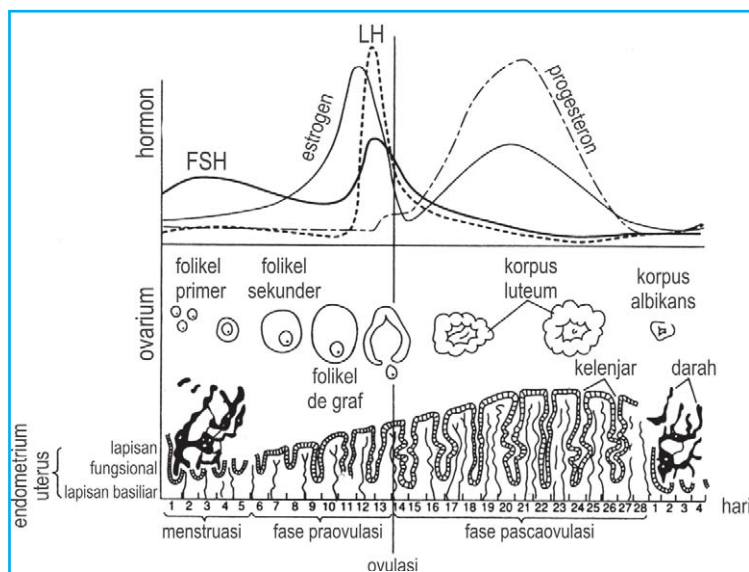 LH
hormon
FSH
estrogen
progesteron
ovarium
folikel
primer
folikel
sekunder
folikel
de graf
korpus
luteum
korpus
albikans
kelenjar
darah
endometrium
uterus
lapisan
fungsional
lapisan basiliar
1 2 3 4 5 6 7 8 9 10 11 12 13 14 15 16 17 18 19 20 21 22 23 24 25 26 27 28 1 2 3 4 hari
menstruasi fase praovulasi fase pascaovulasi
ovulasi